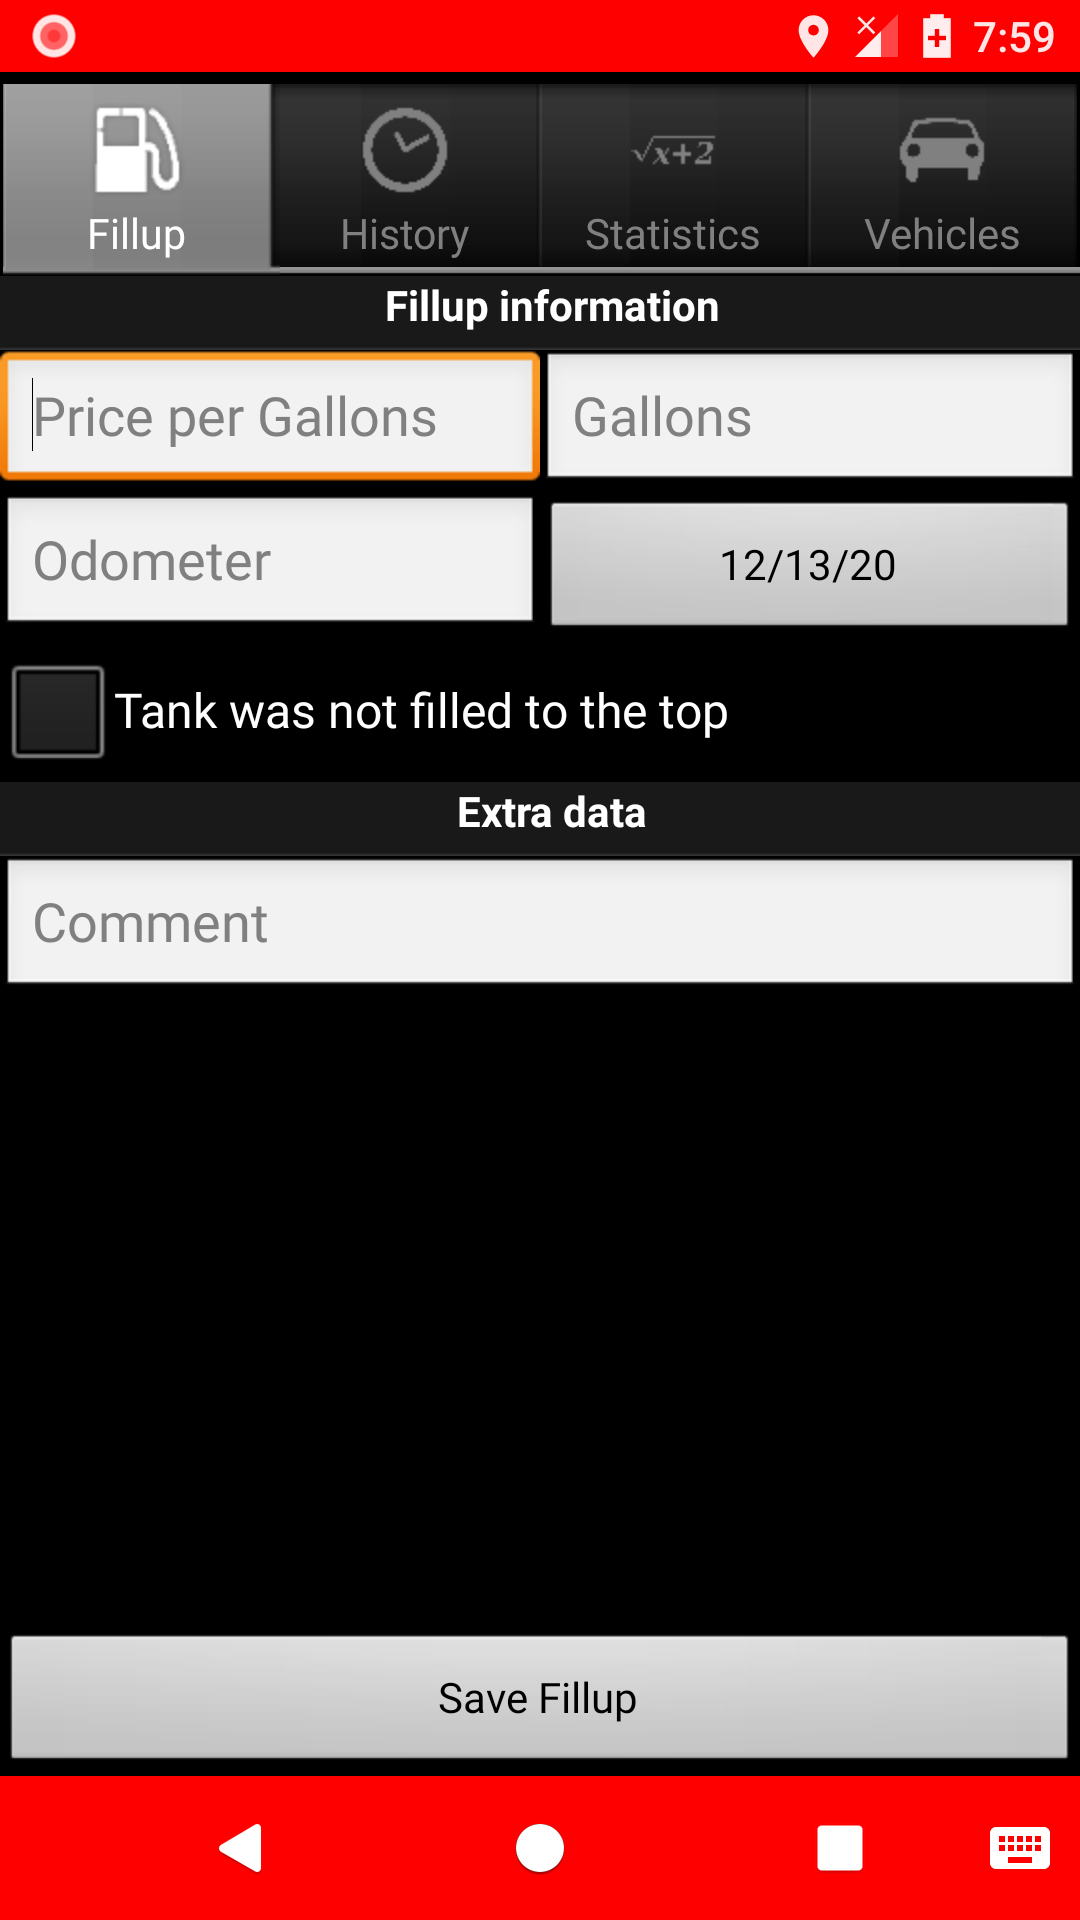 7:59
√x+2
Fillup
History
Statistics
Vehicles
Fillup information
Price per Gallons
Gallons
Odometer
12/13/20
Tank was not filled to the top
Extra data
Comment
Save Fillup